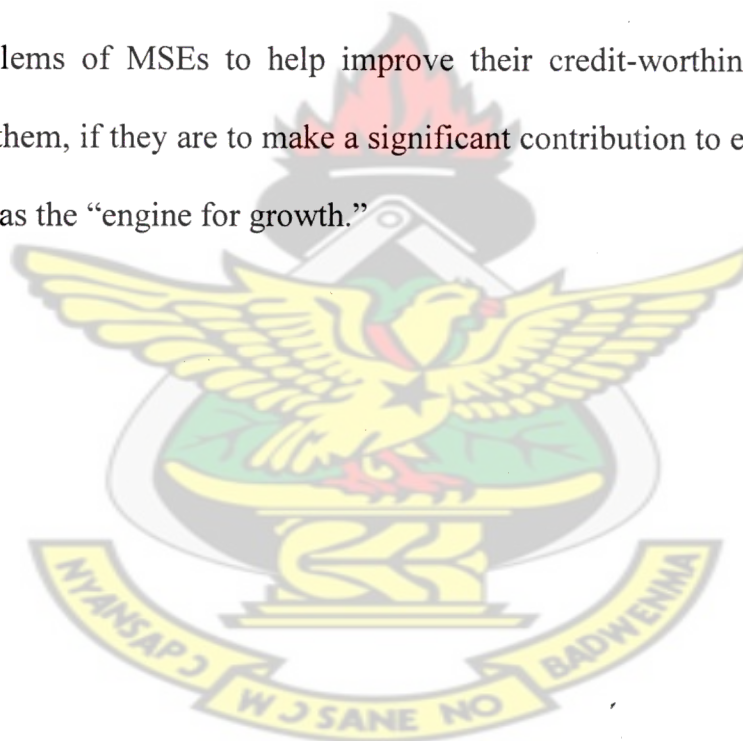 lems of MSEs to help improve their credit-worthin
them, if they are to make a significant contribution to e
as the “engine for growth.”
NYANSAPƆ
WƆSANE NO
BADWENMA